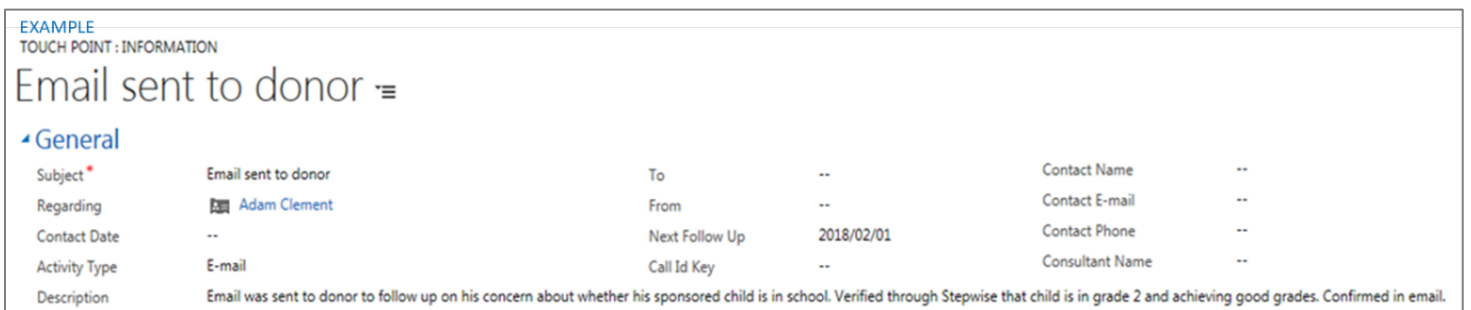 EXAMPLE
TOUCH POINT : INFORMATION
Email sent to donor
General
Subject* Email sent to donor To -- Contact Name --
Regarding Adam Clement From -- Contact E-mail --
Contact Date -- Next Follow Up 2018/02/01 Contact Phone --
Activity Type E-mail Call Id Key -- Consultant Name --
Description Email was sent to donor to follow up on his concern about whether his sponsored child is in school. Verified through Stepwise that child is in grade 2 and achieving good grades. Confirmed in email.